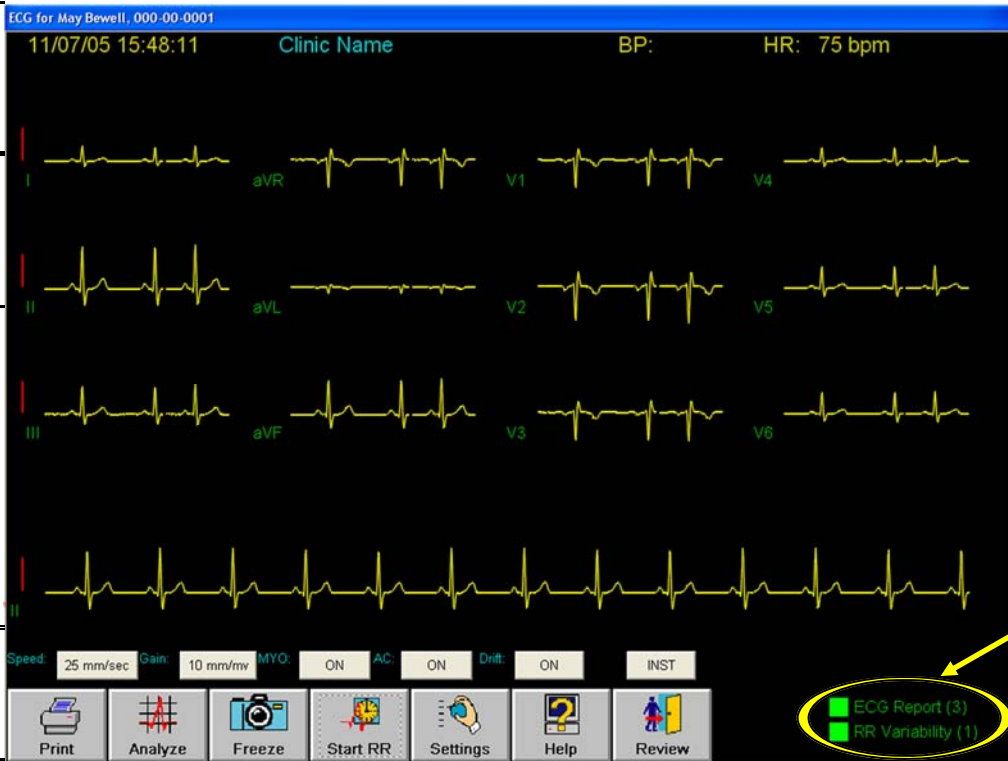 ECG for May Bewell, 000-00-0001
11/07/05 15:48:11 Clinic Name BP: HR: 75 bpm
I aVR V1 V4
II aVL V2 V5
III aVF V3 V6
II
Speed: 25 mm/sec Gain: 10 mm/mv MYO: ON AC: ON Drift: ON INST
ECG Report (3)
RR Variability (1)
Print Analyze Freeze Start RR Settings Help Review